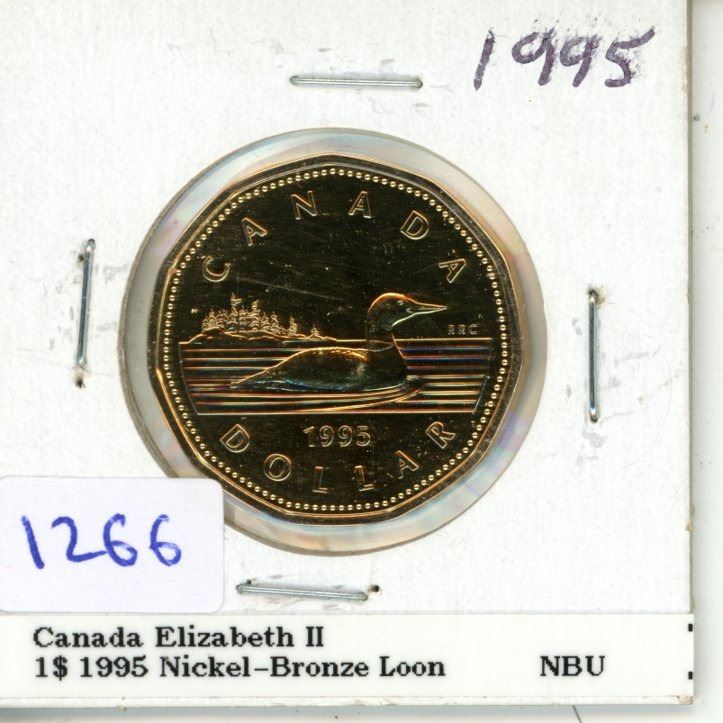 1995
CANADA
RRC
1995
DOLLAR
1266
Canada Elizabeth II
1$ 1995 Nickel-Bronze Loon NBU